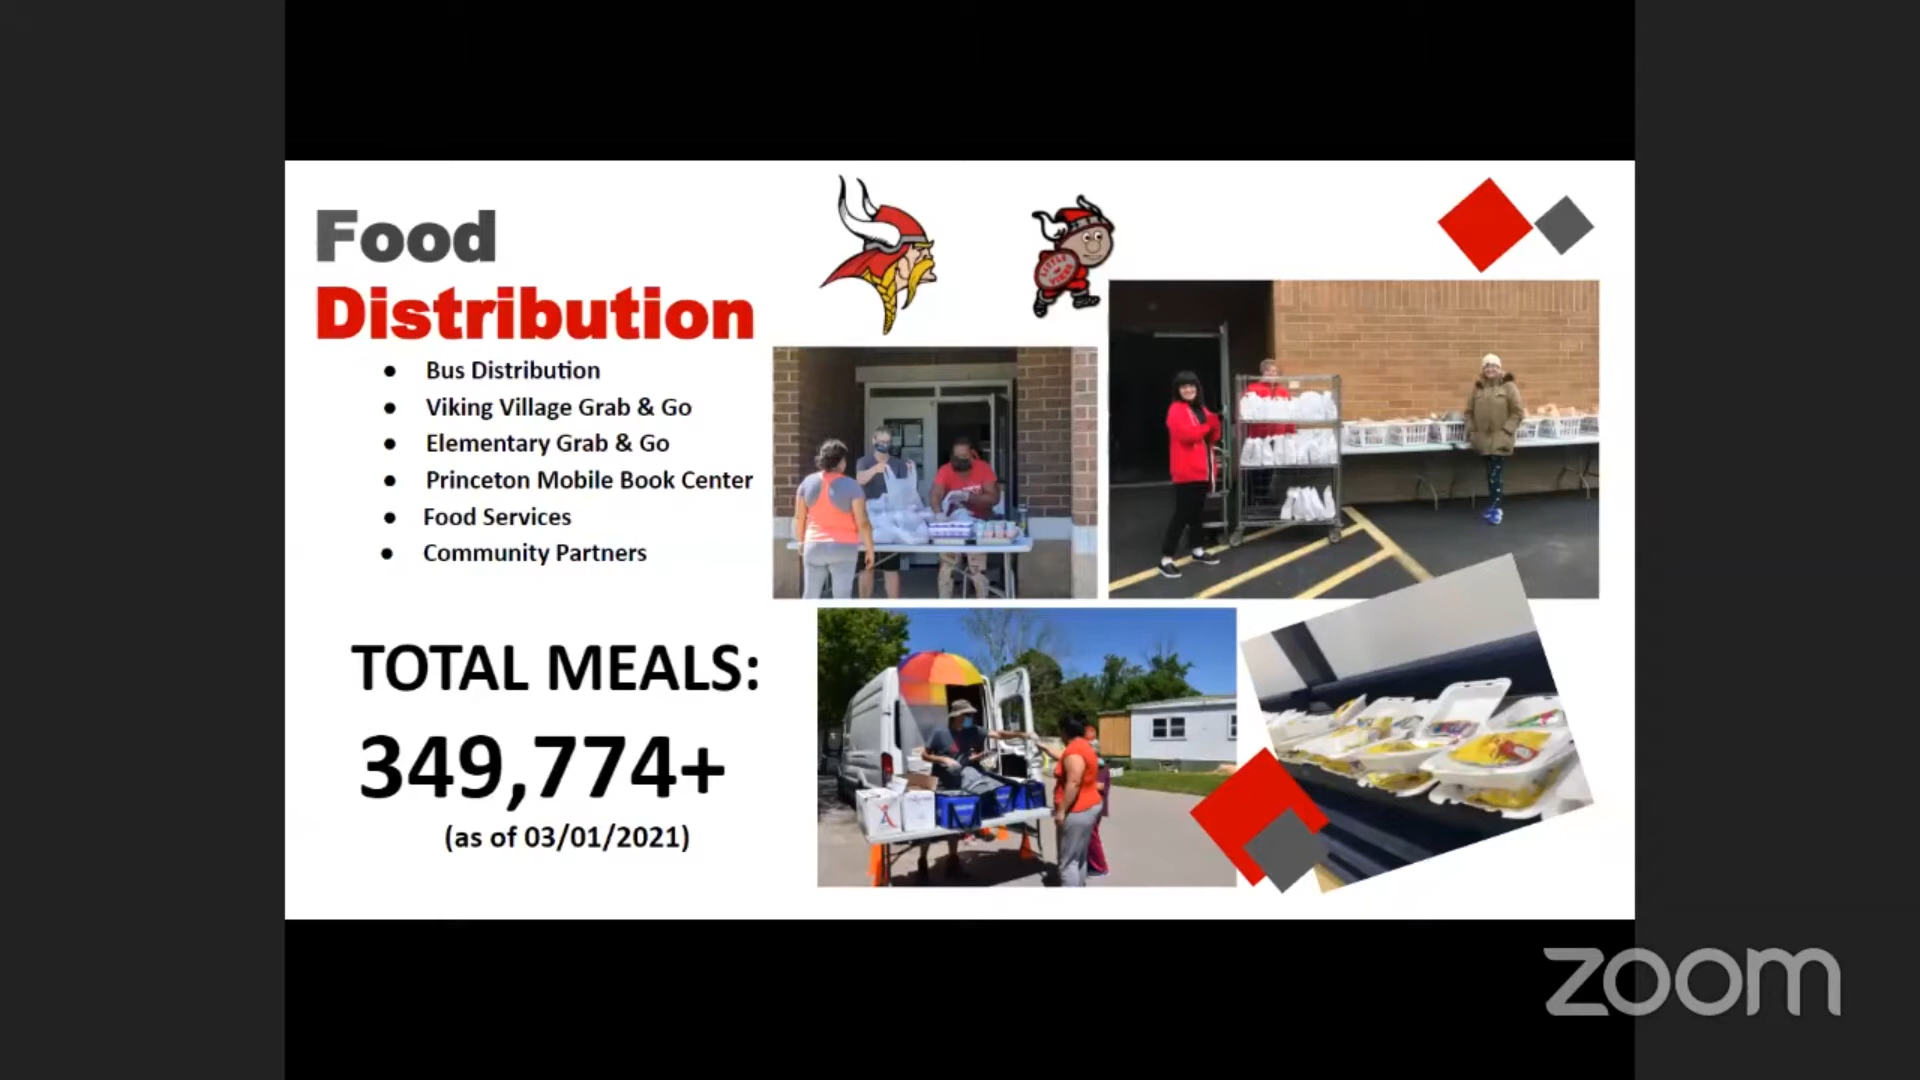 Food
Distribution
● Bus Distribution
● Viking Village Grab & Go
● Elementary Grab & Go
● Princeton Mobile Book Center
● Food Services
● Community Partners
TOTAL MEALS:
349,774+
(as of 03/01/2021)
LITTLE
zoom